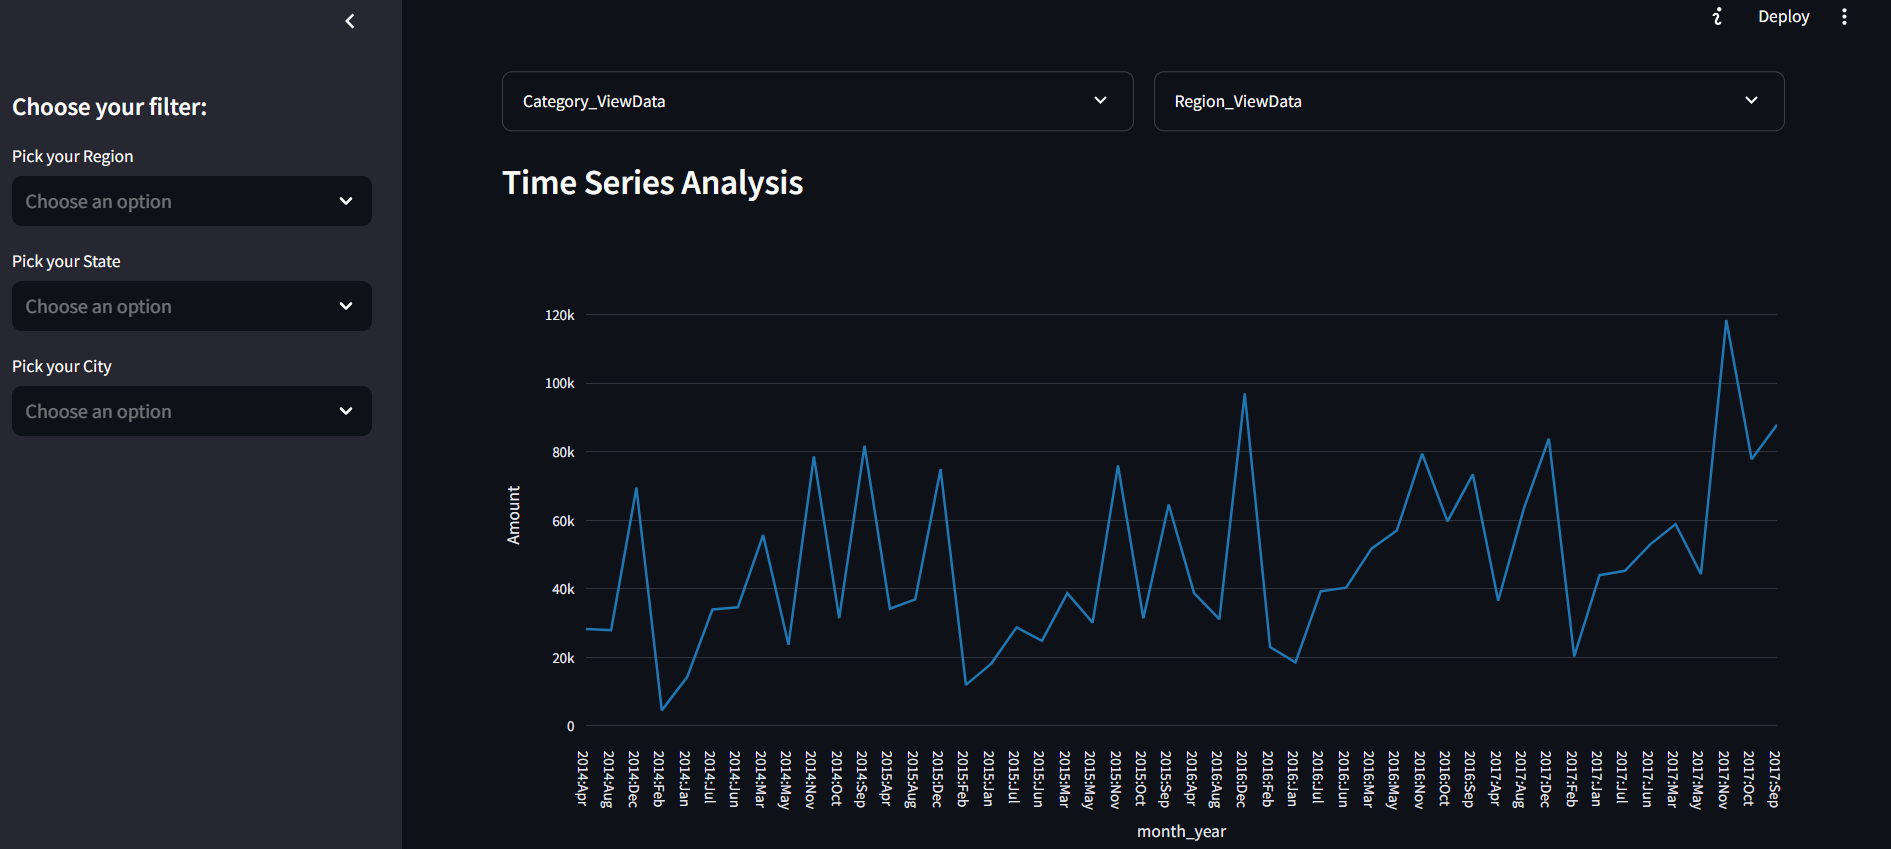 Deploy
Choose your filter:
Pick your Region
Choose an option
Pick your State
Choose an option
Pick your City
Choose an option
Category_ViewData
Region_ViewData
Time Series Analysis
120k
100k
80k
60k
40k
20k
0
Amount
2014:Apr
2014:Aug
2014:Dec
2014:Feb
2014:Jan
2014:Jul
2014:Jun
2014:Mar
2014:May
2014:Nov
2014:Oct
2014:Sep
2015:Apr
2015:Aug
2015:Dec
2015:Feb
2015:Jan
2015:Jul
2015:Jun
2015:Mar
2015:May
2015:Nov
2015:Oct
2015:Sep
2016:Apr
2016:Aug
2016:Dec
2016:Feb
2016:Jan
2016:Jul
2016:Jun
2016:Mar
2016:May
2016:Nov
2016:Oct
2016:Sep
2017:Apr
2017:Aug
2017:Dec
2017:Feb
2017:Jan
2017:Jul
2017:Jun
2017:Mar
2017:May
2017:Nov
2017:Oct
2017:Sep
month_year